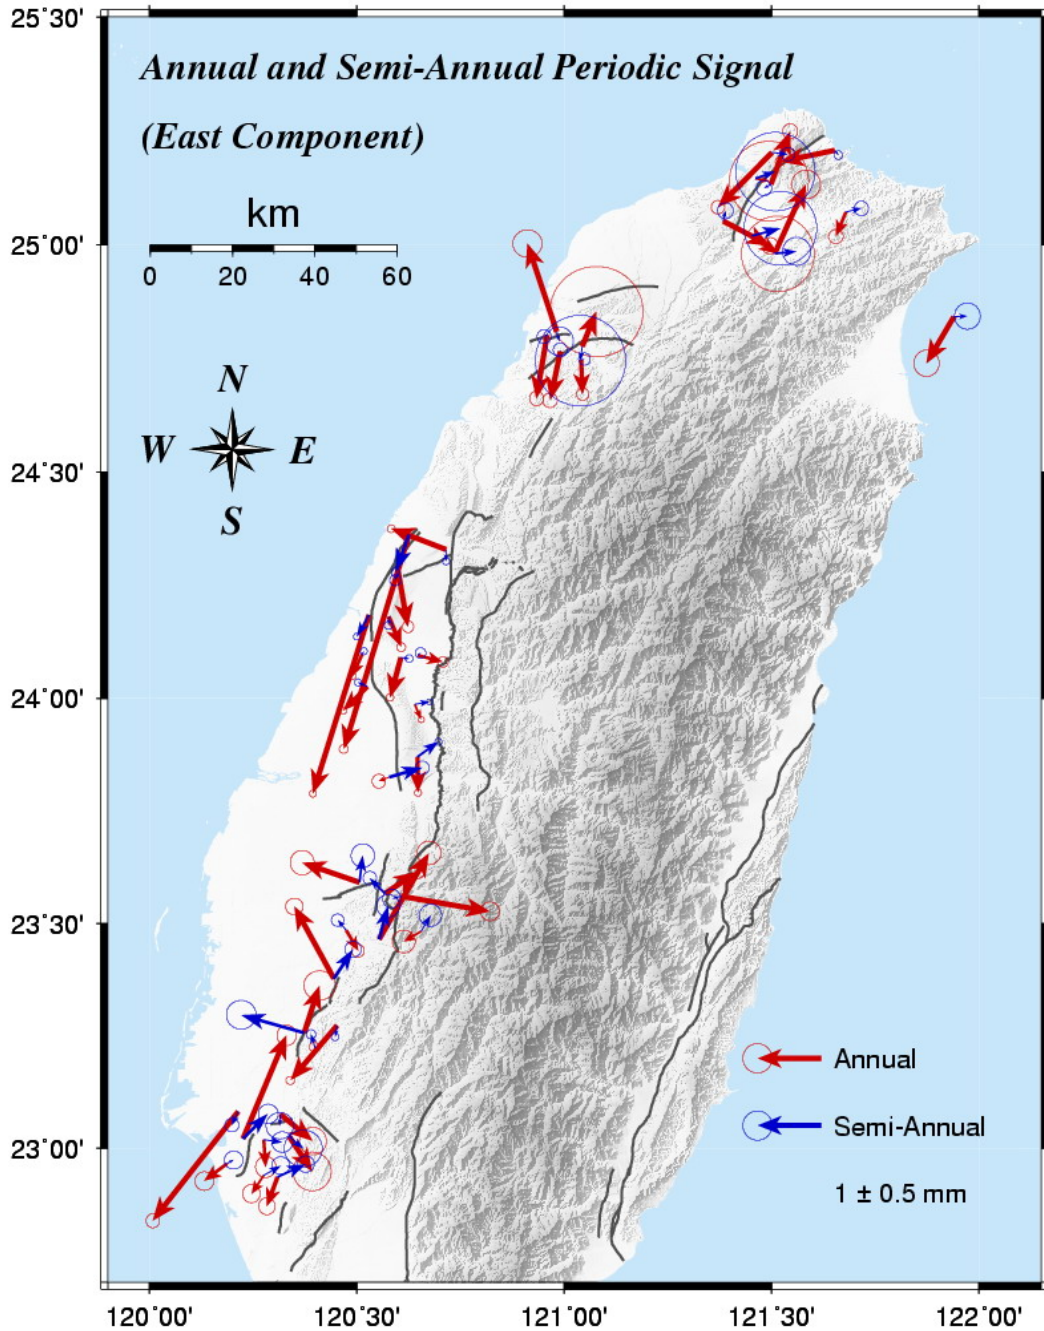 25°30'
Annual and Semi-Annual Periodic Signal
(East Component)
km
0 20 40 60
25°00'
N
W E
S
24°30'
24°00'
23°30'
Annual
Semi-Annual
23°00'
1 ± 0.5 mm
120°00' 120°30' 121°00' 121°30' 122°00'